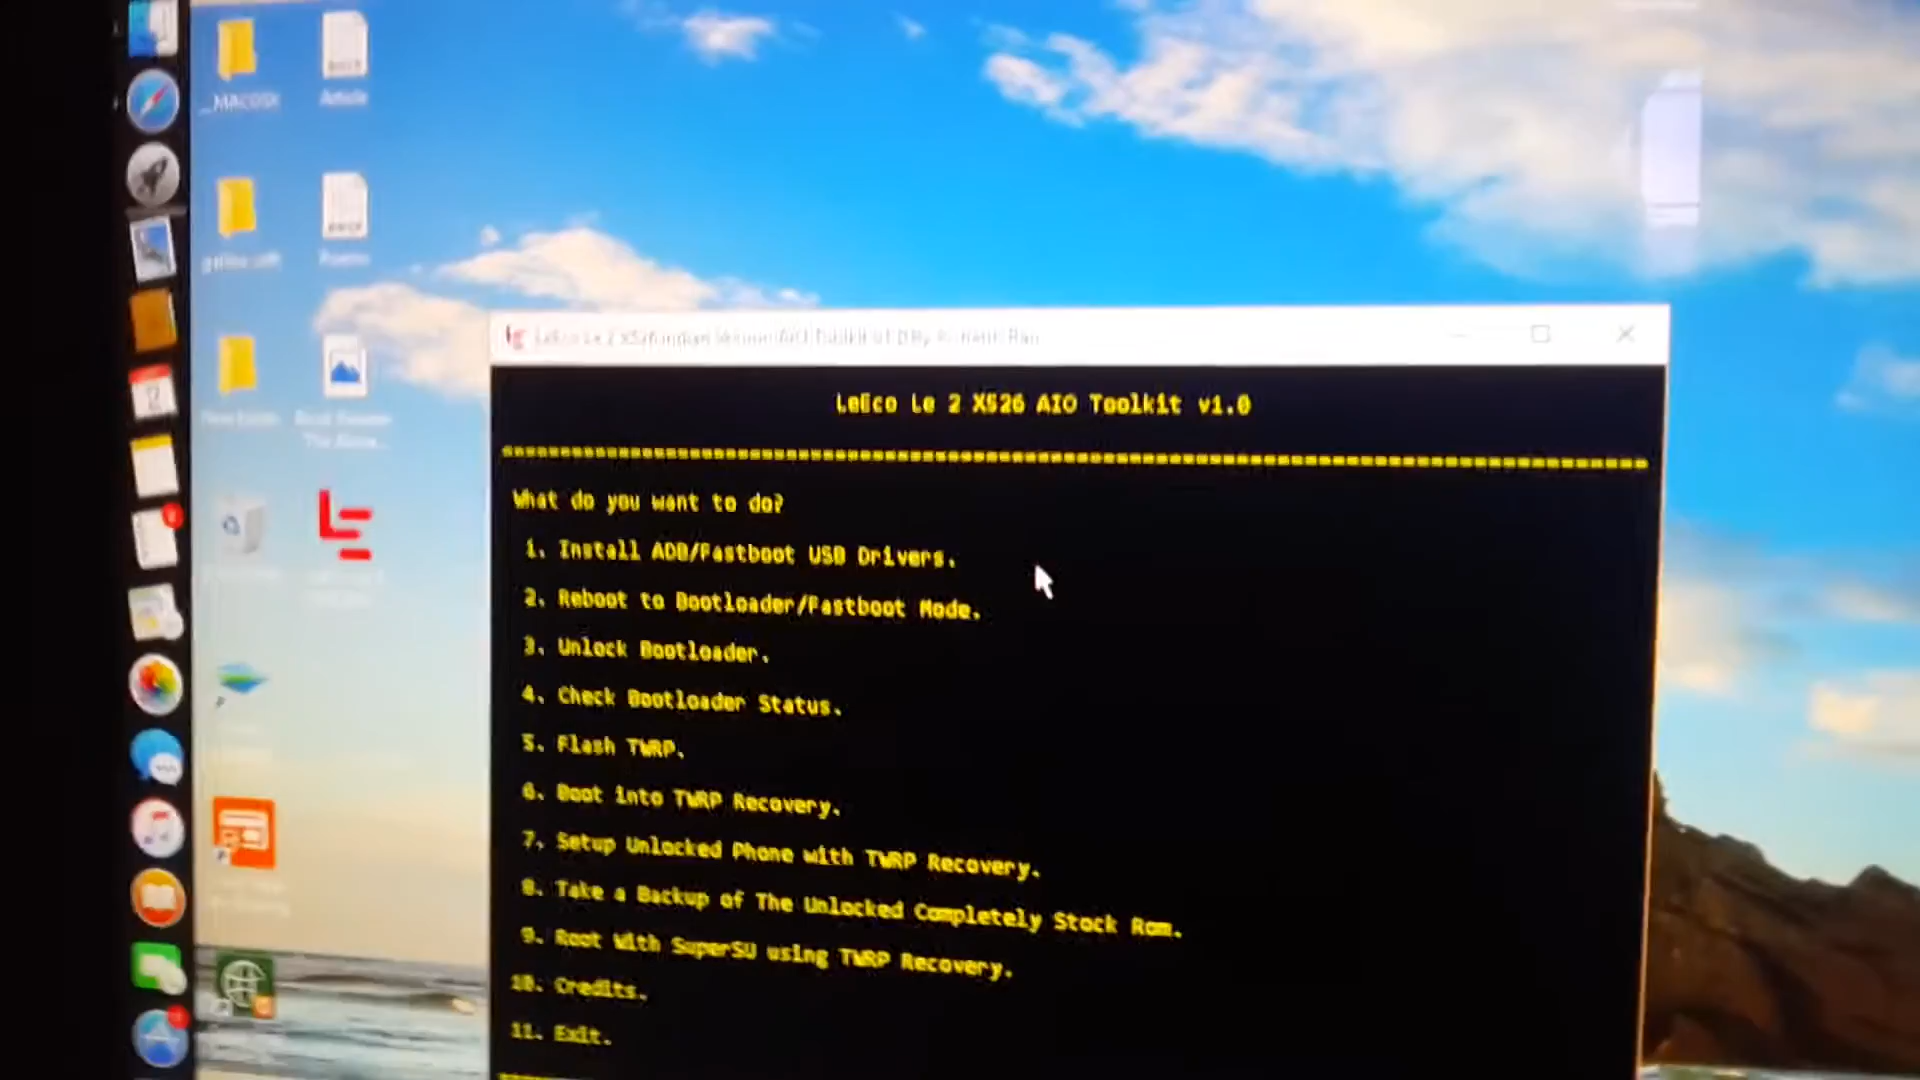 __MACOSX
Article
Poems
LeEco Le 2 X526 AIO Toolkit v1.0
What do you want to do?
1. Install ADB/Fastboot USB Drivers.
2. Reboot to Bootloader/Fastboot Mode.
3. Unlock Bootloader.
4. Check Bootloader Status.
5. Flash TWRP.
6. Boot into TWRP Recovery.
7. Setup Unlocked Phone with TWRP Recovery.
8. Take a Backup of The Unlocked Completely Stock Rom.
9. Root With SuperSU using TWRP Recovery.
10. Credits.
11. Exit.